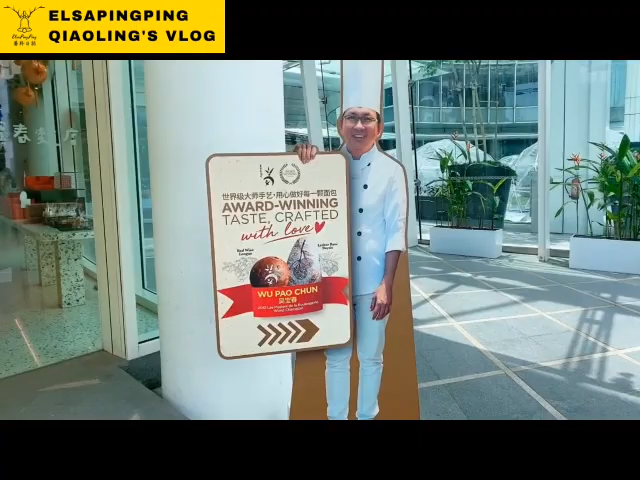 ELSAPINGPING
QIAOLING'S VLOG
世界级大师手艺·用心做好每一颗面包
AWARD-WINNING
TASTE, CRAFTED
with love
Red Wine
Longan
Lychee Rose
Royale
WU PAO CHUN
吴宝春